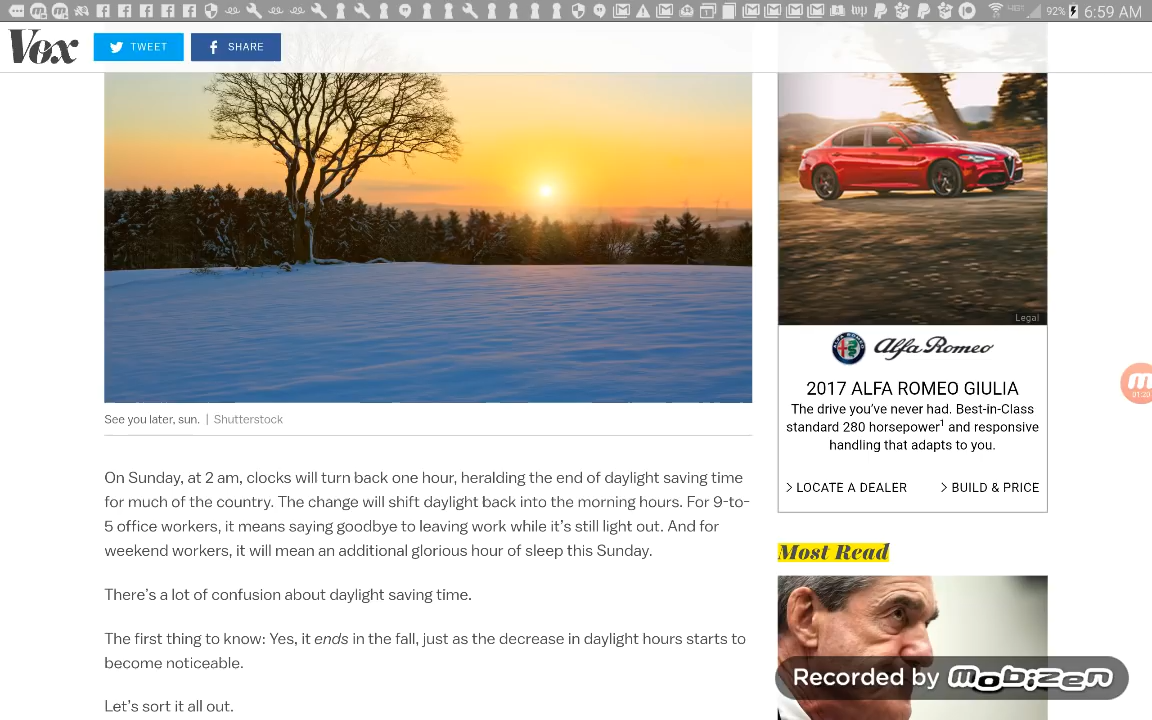 92% 6:59 AM
Vox TWEET SHARE
Legal
Alfa Romeo
2017 ALFA ROMEO GIULIA
The drive you've never had. Best-in-Class
standard 280 horsepower1 and responsive
handling that adapts to you.
> LOCATE A DEALER > BUILD & PRICE
See you later, sun. | Shutterstock
On Sunday, at 2 am, clocks will turn back one hour, heralding the end of daylight saving time
for much of the country. The change will shift daylight back into the morning hours. For 9-to-
5 office workers, it means saying goodbye to leaving work while it's still light out. And for
weekend workers, it will mean an additional glorious hour of sleep this Sunday.
There's a lot of confusion about daylight saving time.
The first thing to know: Yes, it ends in the fall, just as the decrease in daylight hours starts to
become noticeable.
Let's sort it all out.
Most Read
01:20
Recorded by mobizen